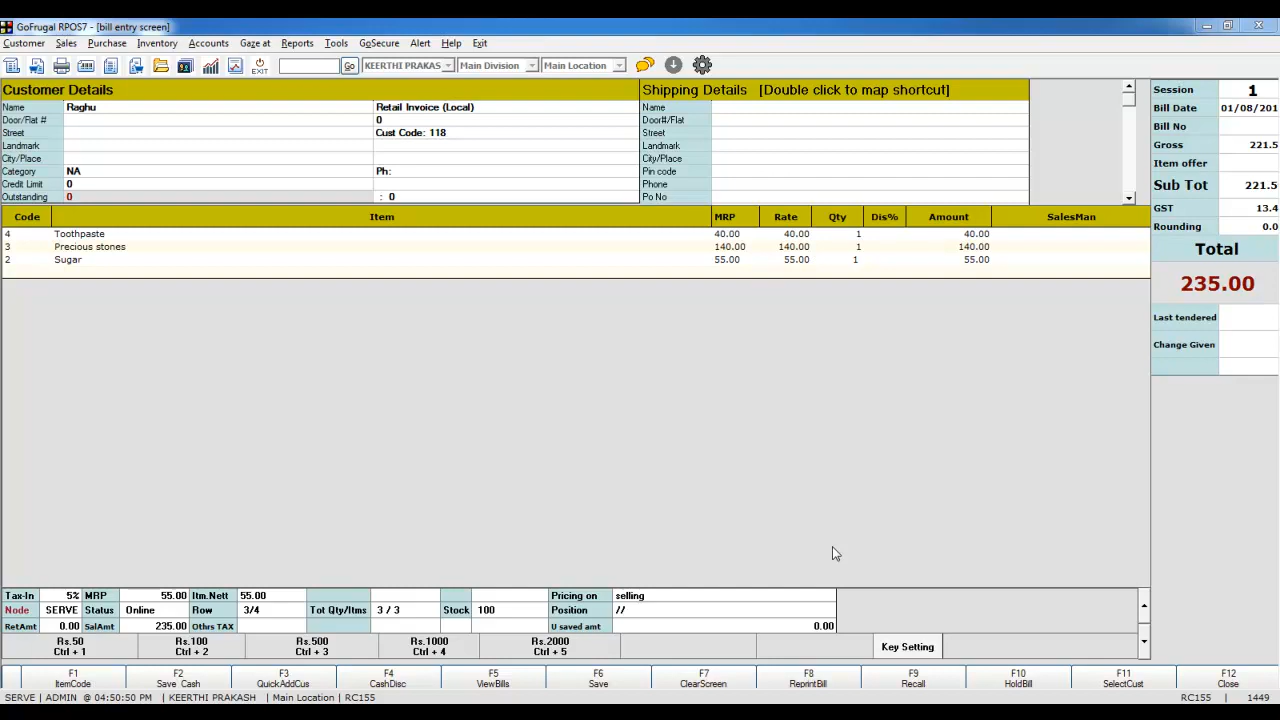 GoFrugal RPOS7 - [bill entry screen]
Customer Sales Purchase Inventory Accounts Gaze at Reports Tools GoSecure Alert Help Exit
EXIT Go KEERTHI PRAKAS Main Division Main Location
Customer Details Shipping Details [Double click to map shortcut]
Name Raghu Retail Invoice (Local) Name
Door/Flat # 0 Door#/Flat
Street Cust Code: 118 Street
Landmark Landmark
City/Place City/Place
Category NA Ph: Pin code
Credit Limit 0 Phone
Outstanding 0 : 0 Po No
Session 1
Bill Date 01/08/201
Bill No
Gross 221.5
Item offer
Sub Tot 221.5
GST 13.4
Rounding 0.0
Total
235.00
Last tendered
Change Given
Code Item MRP Rate Qty Dis% Amount SalesMan
4 Toothpaste 40.00 40.00 1 40.00
3 Precious stones 140.00 140.00 1 140.00
2 Sugar 55.00 55.00 1 55.00
Tax-In 5% MRP 55.00 Itm.Nett 55.00 Pricing on selling
Node SERVE Status Online Row 3/4 Tot Qty/Itms 3 / 3 Stock 100 Position //
RetAmt 0.00 SalAmt 235.00 Othrs TAX U saved amt 0.00
Rs.50 Rs.100 Rs.500 Rs.1000 Rs.2000
Ctrl + 1 Ctrl + 2 Ctrl + 3 Ctrl + 4 Ctrl + 5 Key Setting
F1 F2 F3 F4 F5 F6 F7 F8 F9 F10 F11 F12
ItemCode Save Cash QuickAddCus CashDisc ViewBills Save ClearScreen ReprintBill Recall HoldBill SelectCust Close
SERVE | ADMIN @ 04:50:50 PM | KEERTHI PRAKASH | Main Location | RC155 RC155 1449